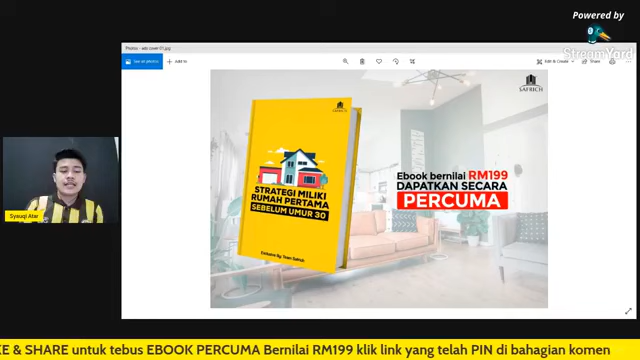 Powered by
StreamYard
Photos - ads cover (1).jpg
See all photos
Add to
Edit & Create
Share
SAFRICH
SAFRICH
STRATEGI MILIKI
RUMAH PERTAMA
SEBELUM UMUR 30
Exclusive By: Team Safrich
Ebook bernilai RM199
DAPATKAN SECARA
PERCUMA
Syauqi Atar
KE & SHARE untuk tebus EBOOK PERCUMA Bernilai RM199 klik link yang telah PIN di bahagian komen